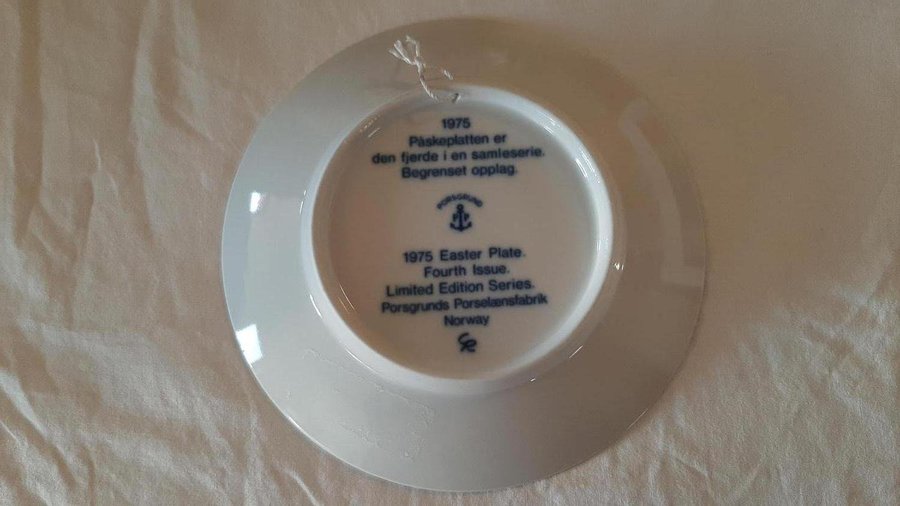 1975
Påskeplatten er
den fjerde i en samleserie.
Begrenset opplag.
PORSGRUND
P P
1975 Easter Plate.
Fourth Issue.
Limited Edition Series.
Porsgrunds Porselænsfabrik
Norway